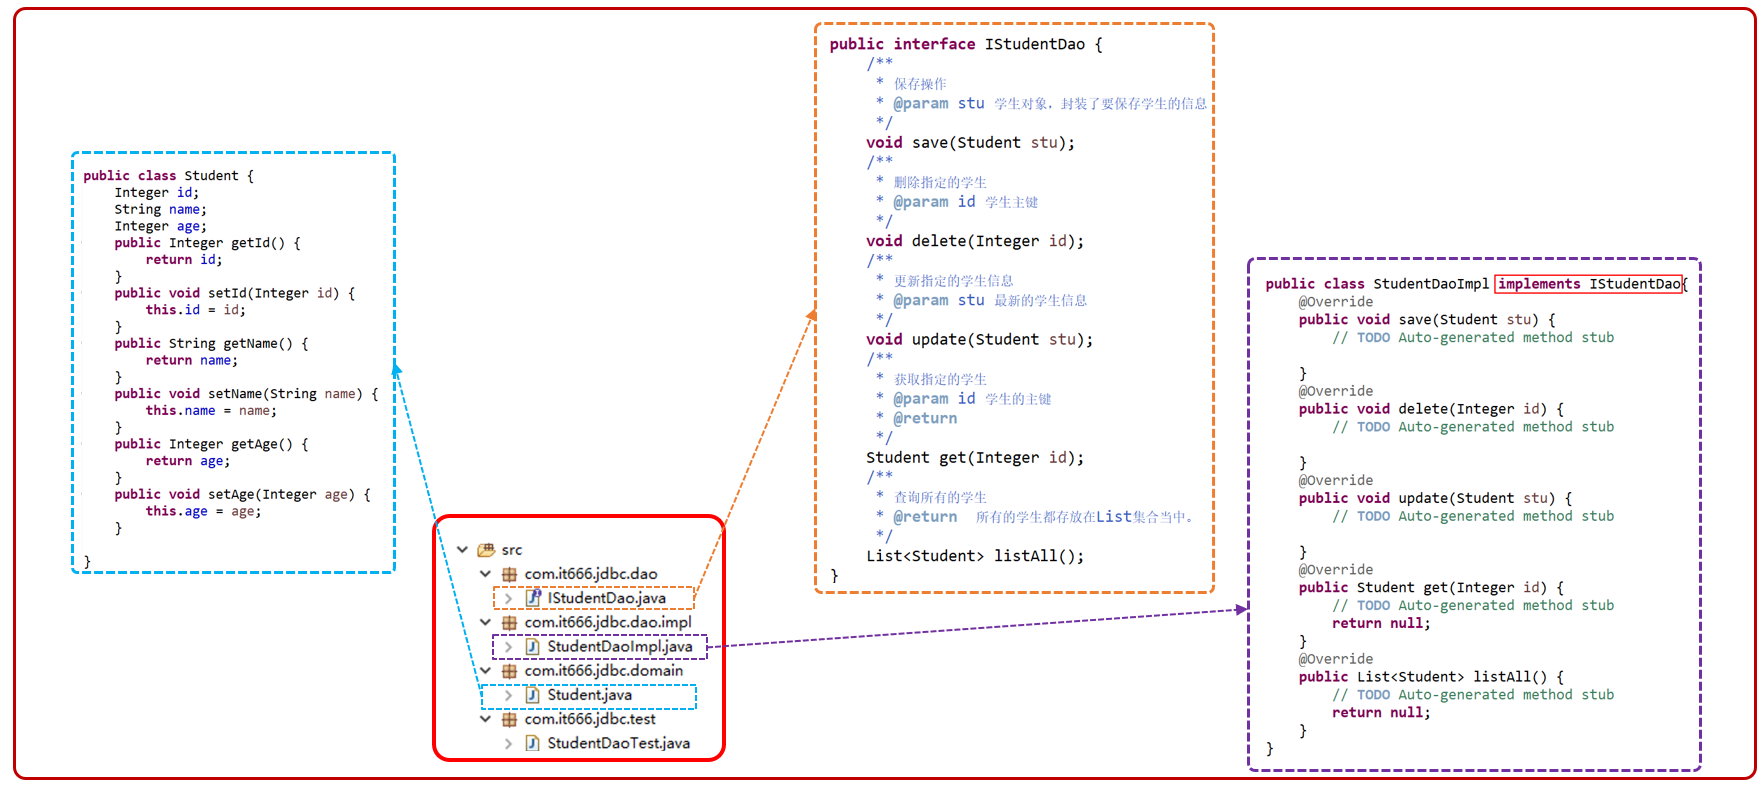 public class Student {
Integer id;
String name;
Integer age;
public Integer getId() {
return id;
}
public void setId(Integer id) {
this.id = id;
}
public String getName() {
return name;
}
public void setName(String name) {
this.name = name;
}
public Integer getAge() {
return age;
}
public void setAge(Integer age) {
this.age = age;
}
}
src
com.it666.jdbc.dao
IStudentDao.java
com.it666.jdbc.dao.impl
StudentDaoImpl.java
com.it666.jdbc.domain
Student.java
com.it666.jdbc.test
StudentDaoTest.java
public interface IStudentDao {
/**
* 保存操作
* @param stu 学生对象，封装了要保存学生的信息
*/
void save(Student stu);
/**
* 删除指定的学生
* @param id 学生主键
*/
void delete(Integer id);
/**
* 更新指定的学生信息
* @param stu 最新的学生信息
*/
void update(Student stu);
/**
* 获取指定的学生
* @param id 学生的主键
* @return
*/
Student get(Integer id);
/**
* 查询所有的学生
* @return 所有的学生都存放在List集合当中。
*/
List<Student> listAll();
}
public class StudentDaoImpl implements IStudentDao{
@Override
public void save(Student stu) {
// TODO Auto-generated method stub
}
@Override
public void delete(Integer id) {
// TODO Auto-generated method stub
}
@Override
public void update(Student stu) {
// TODO Auto-generated method stub
}
@Override
public Student get(Integer id) {
// TODO Auto-generated method stub
return null;
}
@Override
public List<Student> listAll() {
// TODO Auto-generated method stub
return null;
}
}